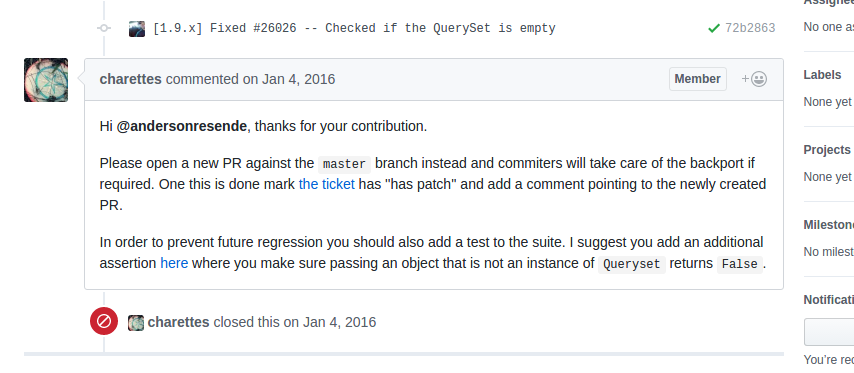 Assignee
[1.9.x] Fixed #26026 -- Checked if the QuerySet is empty
72b2863
No one as
charettes commented on Jan 4, 2016
Member
+
Labels
None yet
Hi @andersonresende, thanks for your contribution.
Please open a new PR against the master branch instead and commiters will take care of the backport if
required. One this is done mark the ticket has "has patch" and add a comment pointing to the newly created
PR.
Projects
None yet
In order to prevent future regression you should also add a test to the suite. I suggest you add an additional
assertion here where you make sure passing an object that is not an instance of Queryset returns False .
Mileston
No milest
Notificati
charettes closed this on Jan 4, 2016
You're rec